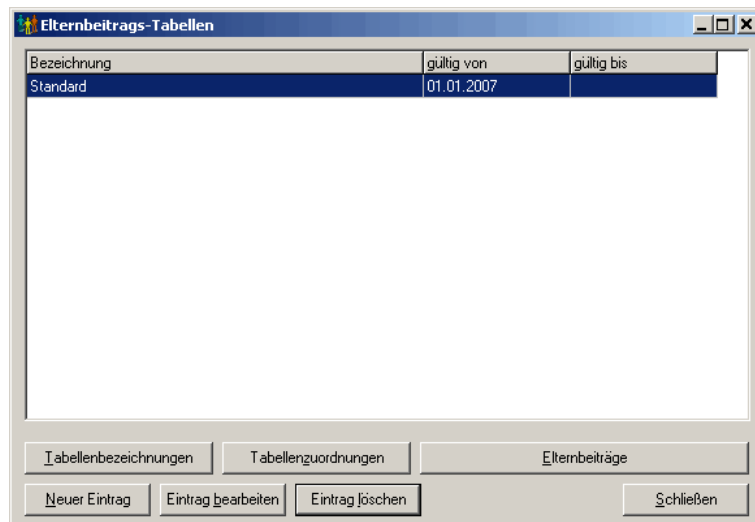 Elternbeitrags-Tabellen
Bezeichnung gültig von gültig bis
Standard 01.01.2007
Tabellenbezeichnungen Tabellenzuordnungen Elternbeiträge
Neuer Eintrag Eintrag bearbeiten Eintrag löschen Schließen